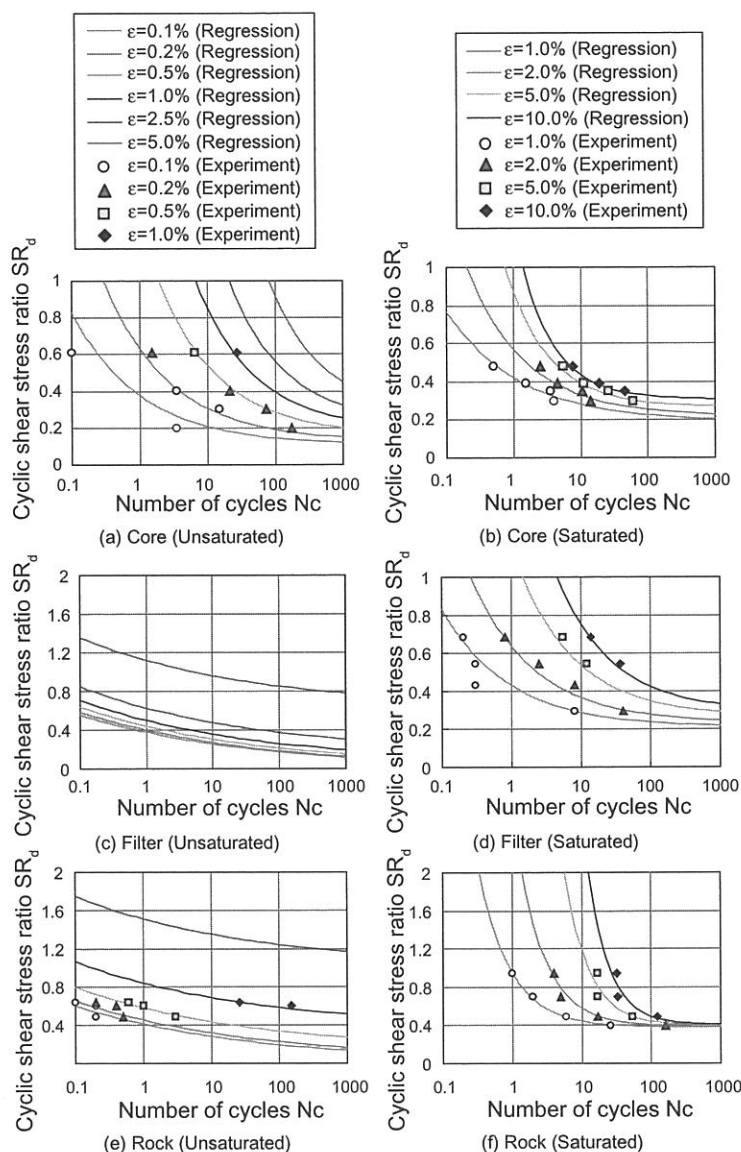 ε=0.1% (Regression)
ε=0.2% (Regression)
ε=0.5% (Regression)
ε=1.0% (Regression)
ε=2.5% (Regression)
ε=5.0% (Regression)
ε=0.1% (Experiment)
ε=0.2% (Experiment)
ε=0.5% (Experiment)
ε=1.0% (Experiment)
ε=1.0% (Regression)
ε=2.0% (Regression)
ε=5.0% (Regression)
ε=10.0% (Regression)
ε=1.0% (Experiment)
ε=2.0% (Experiment)
ε=5.0% (Experiment)
ε=10.0% (Experiment)
Cyclic shear stress ratio SRd
1
0.8
0.6
0.4
0.2
0
0.1 1 10 100 1000
Number of cycles Nc
(a) Core (Unsaturated)
Cyclic shear stress ratio SRd
1
0.8
0.6
0.4
0.2
0
0.1 1 10 100 1000
Number of cycles Nc
(b) Core (Saturated)
Cyclic shear stress ratio SRd
2
1.6
1.2
0.8
0.4
0
0.1 1 10 100 1000
Number of cycles Nc
(c) Filter (Unsaturated)
Cyclic shear stress ratio SRd
1
0.8
0.6
0.4
0.2
0
0.1 1 10 100 1000
Number of cycles Nc
(d) Filter (Saturated)
Cyclic shear stress ratio SRd
2
1.6
1.2
0.8
0.4
0
0.1 1 10 100 1000
Number of cycles Nc
(e) Rock (Unsaturated)
Cyclic shear stress ratio SRd
2
1.6
1.2
0.8
0.4
0
0.1 1 10 100 1000
Number of cycles Nc
(f) Rock (Saturated)